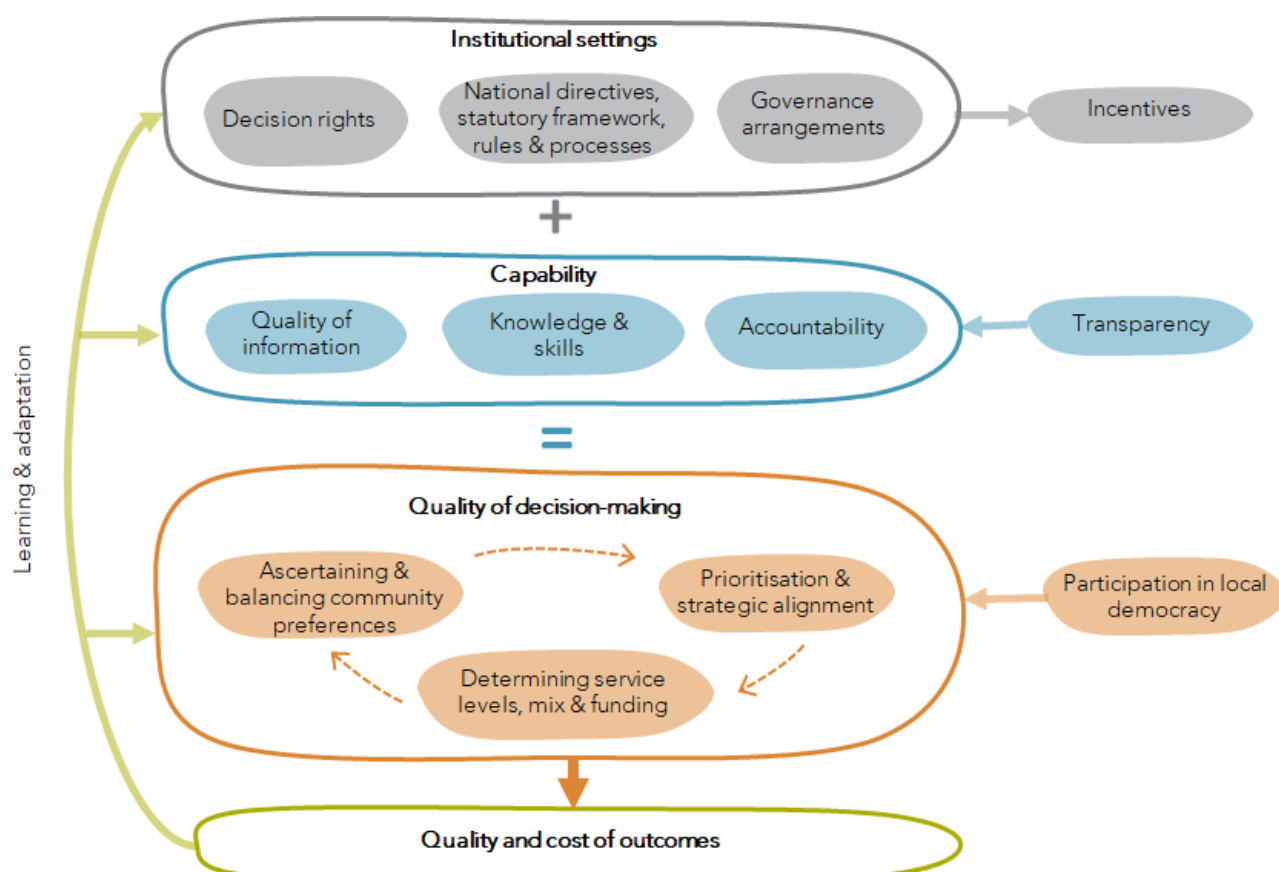 Institutional settings
Decision rights
National directives,
statutory framework,
rules & processes
Governance
arrangements
Incentives
+
Capability
Quality of
information
Knowledge &
skills
Accountability
Transparency
=
Learning & adaptation
Quality of decision-making
Ascertaining &
balancing community
preferences
Prioritisation &
strategic alignment
Participation in local
democracy
Determining service
levels, mix & funding
Quality and cost of outcomes